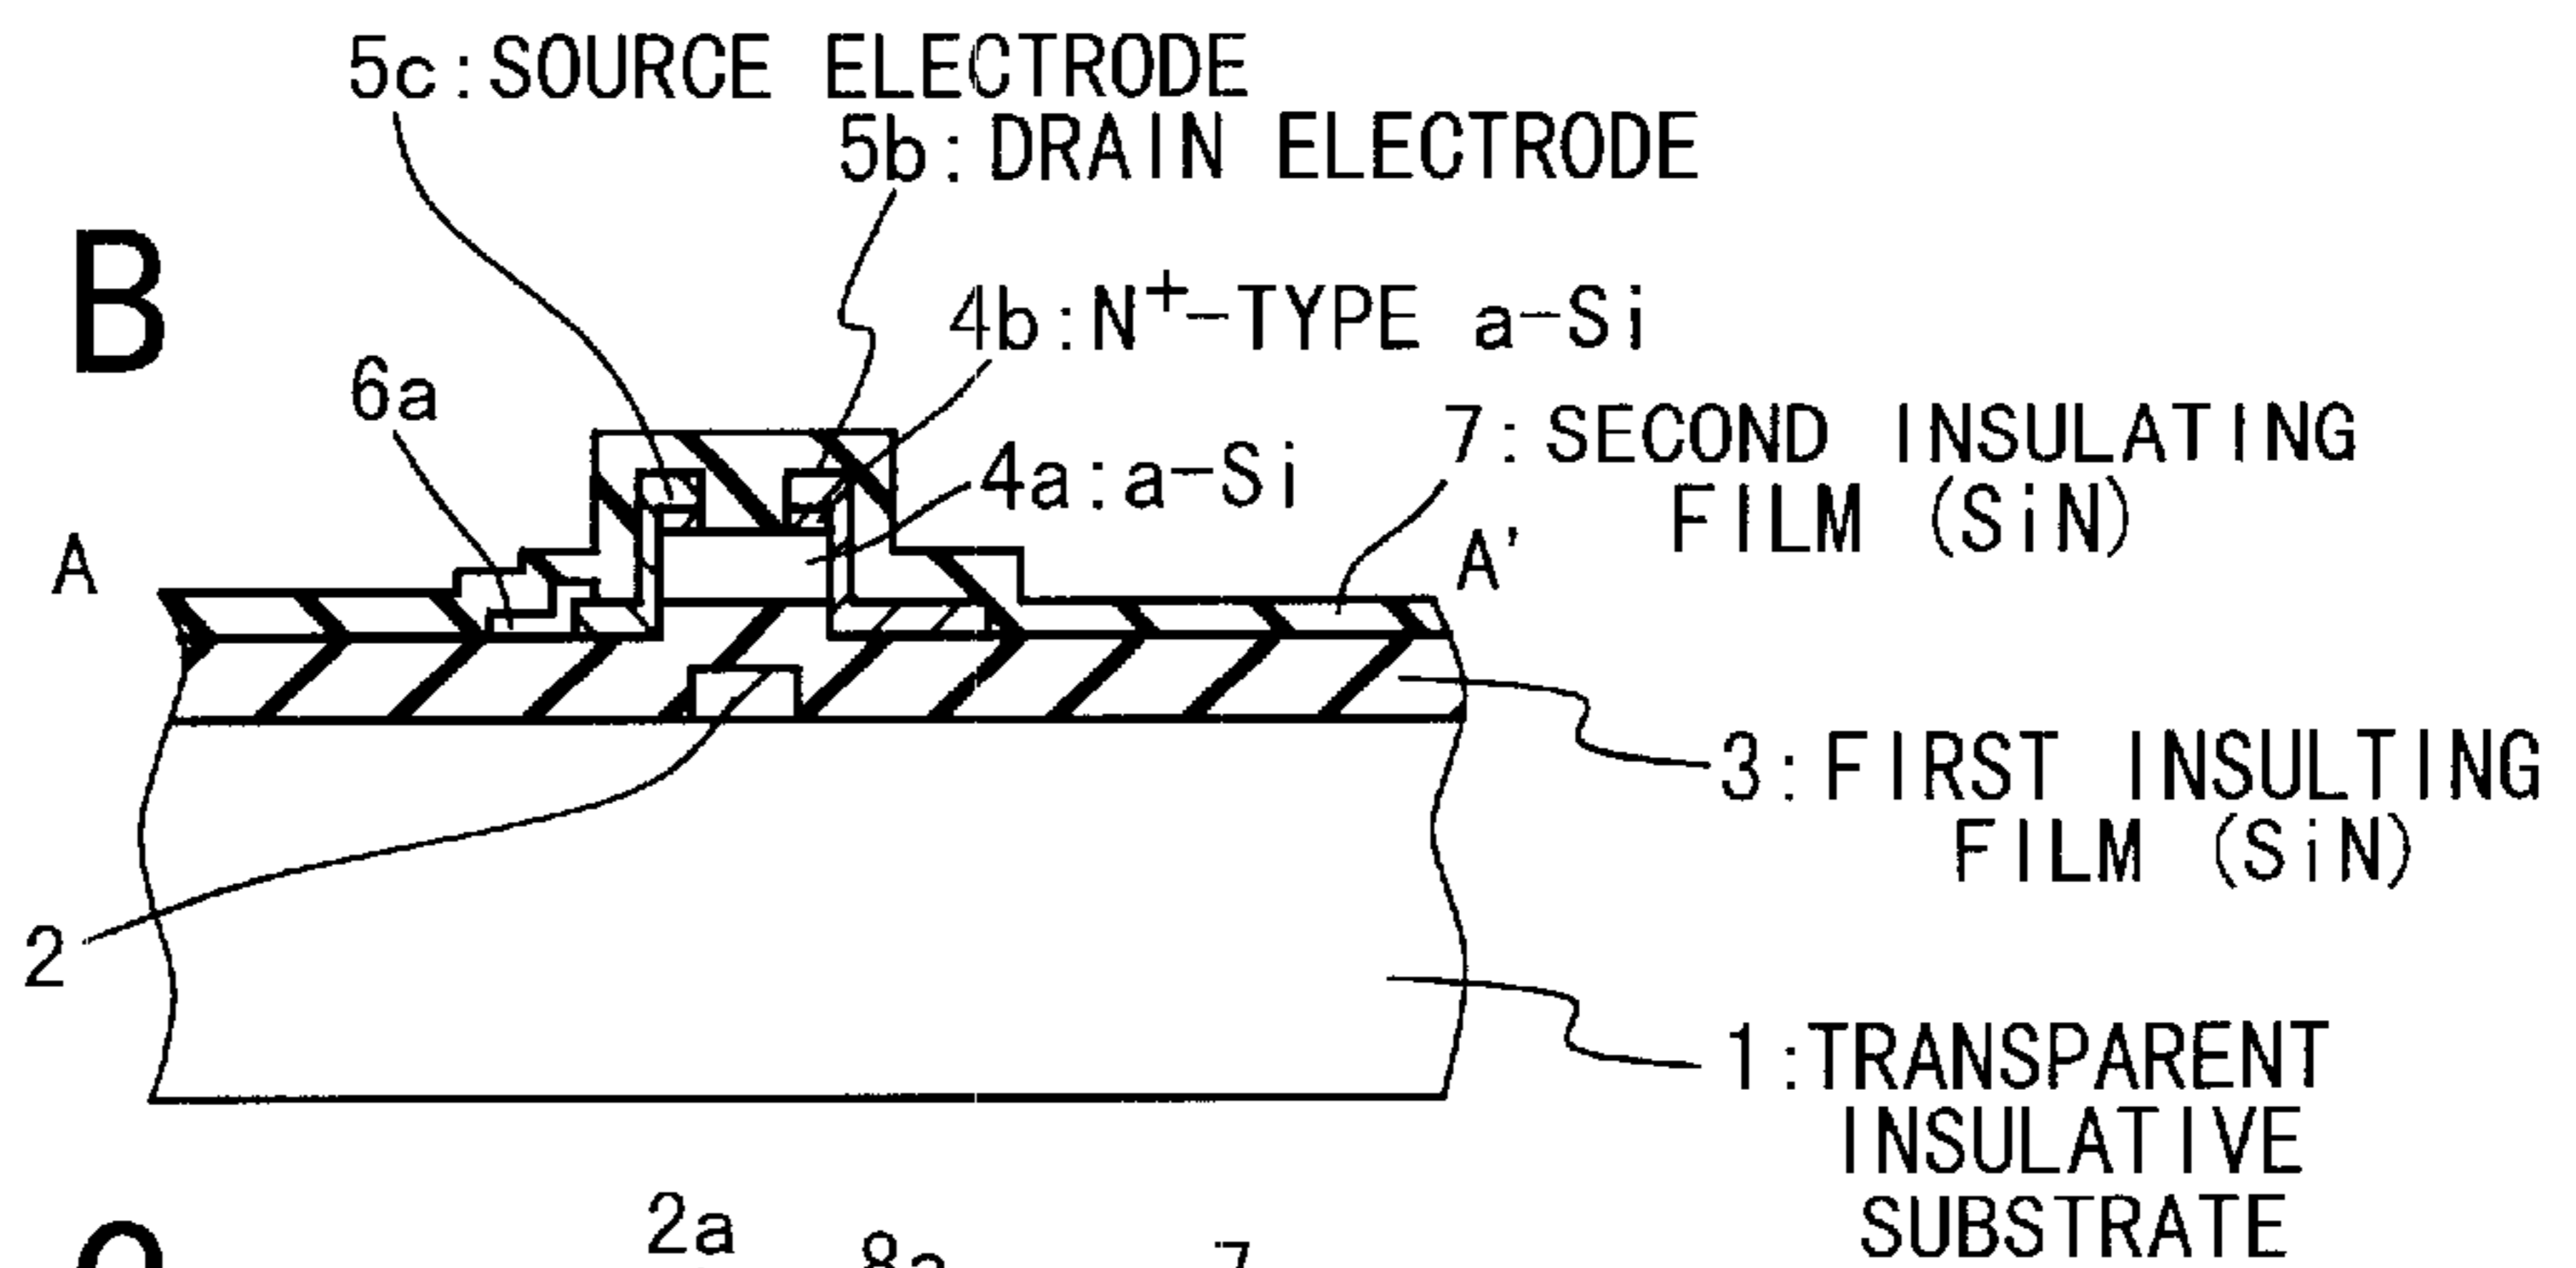 5c:SOURCE ELECTRODE
5b:DRAIN ELECTRODE
B
4b:N⁺-TYPE a-Si
6a
7:SECOND INSULATING
FILM (SiN)
4a:a-Si
A
A'
3:FIRST INSULTING
FILM (SiN)
2
1:TRANSPARENT
INSULATIVE
SUBSTRATE
2a
8a
7